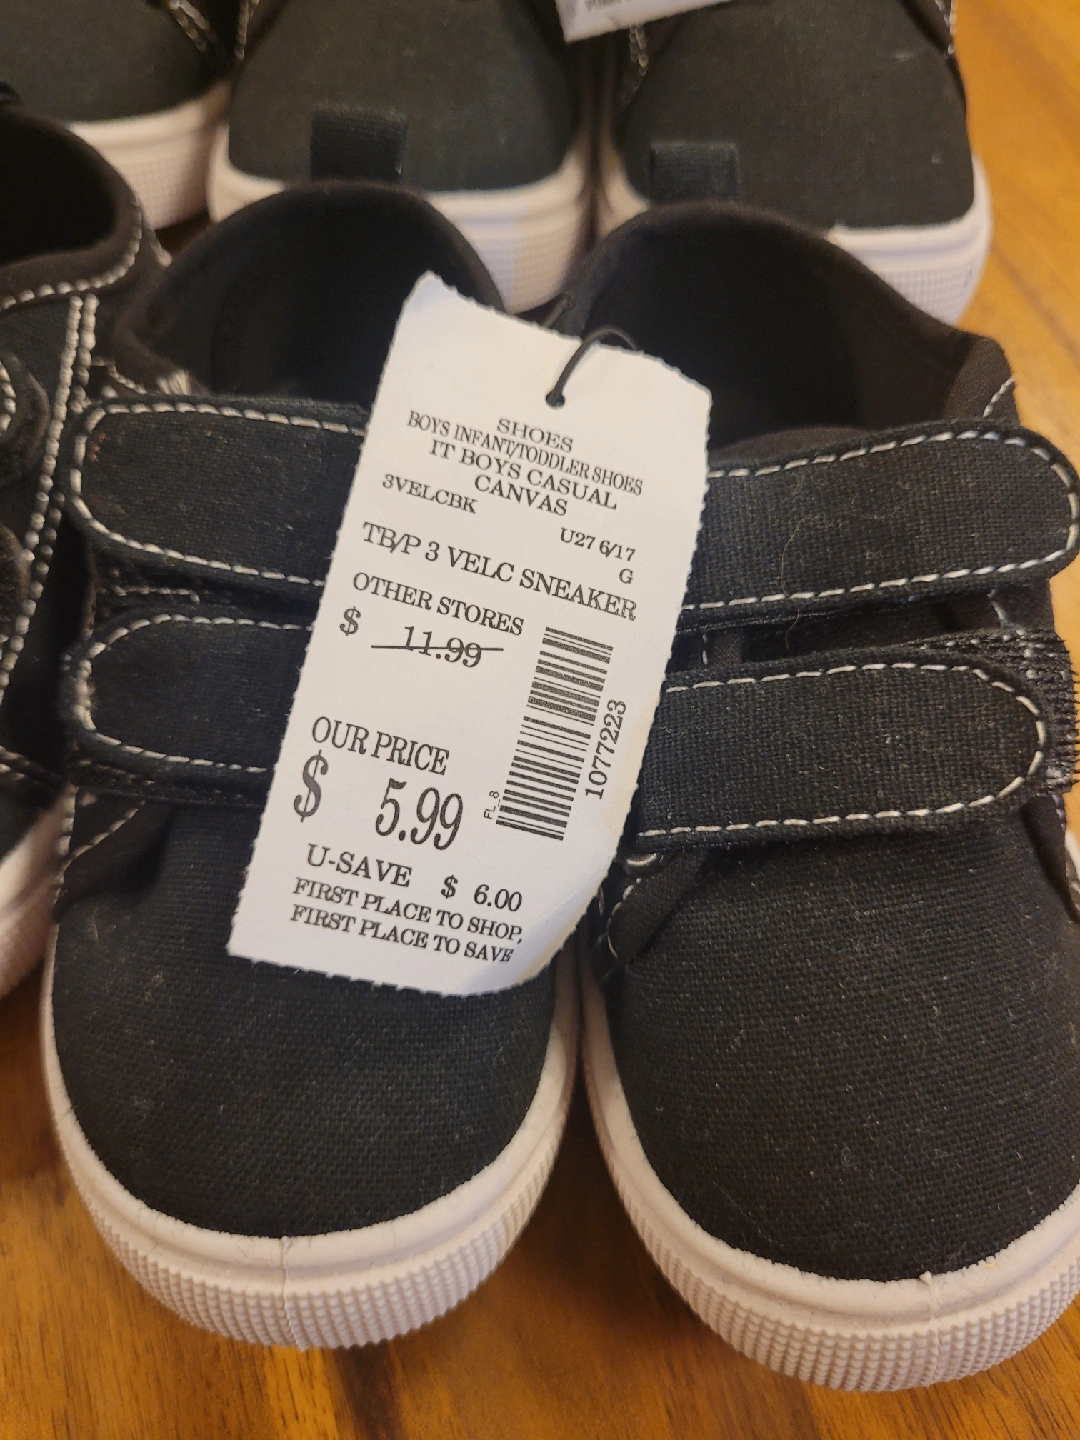 SHOES
BOYS INFANT/TODDLER SHOES
IT BOYS CASUAL
CANVAS
3VELCBK
U27 6/17
G
TB/P 3 VELC SNEAKER
OTHER STORES
$ 11.99
OUR PRICE
$ 5.99
FL_8
1077223
U-SAVE $ 6.00
FIRST PLACE TO SHOP,
FIRST PLACE TO SAVE